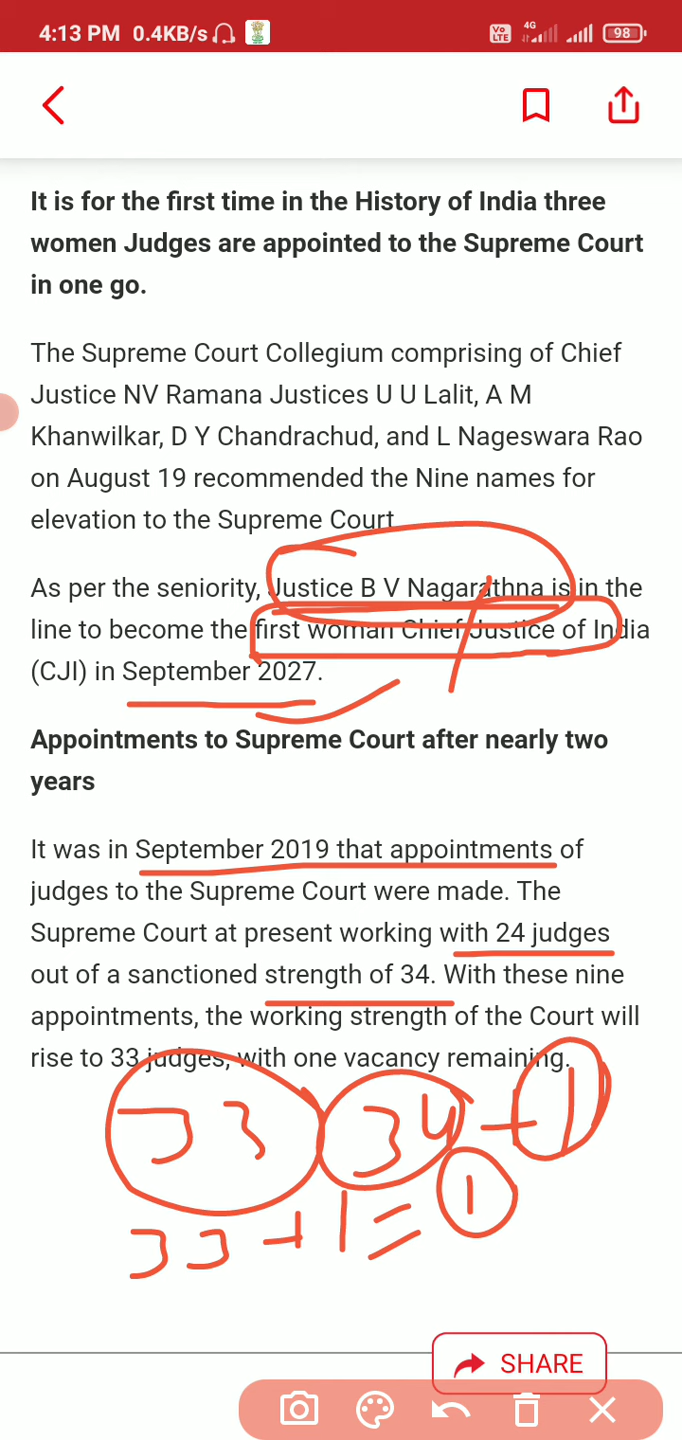 4:13 PM 0.4KB/s
Vo LTE 4G 98
It is for the first time in the History of India three
women Judges are appointed to the Supreme Court
in one go.
The Supreme Court Collegium comprising of Chief
Justice NV Ramana Justices U U Lalit, A M
Khanwilkar, D Y Chandrachud, and L Nageswara Rao
on August 19 recommended the Nine names for
elevation to the Supreme Court
As per the seniority, Justice B V Nagarathna is in the
line to become the first woman Chief Justice of India
(CJI) in September 2027.
Appointments to Supreme Court after nearly two
years
It was in September 2019 that appointments of
judges to the Supreme Court were made. The
Supreme Court at present working with 24 judges
out of a sanctioned strength of 34. With these nine
appointments, the working strength of the Court will
rise to 33 judges, with one vacancy remaining.
33 34 + 1
33 + 1 = 1
SHARE